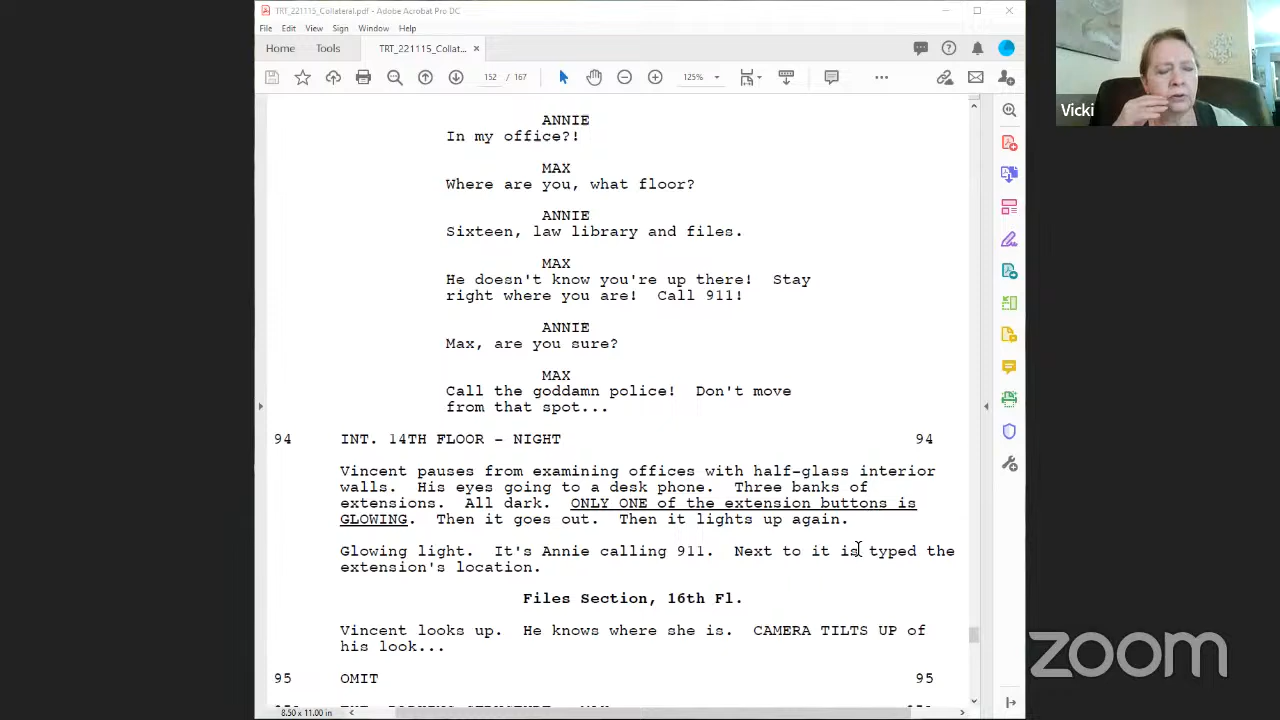 TRT_221115_Collateral.pdf - Adobe Acrobat Pro DC
File Edit View Sign Window Help
Home Tools TRT_221115_Collat... ×
152 / 167 125%
Vicki
ANNIE
In my office?!
MAX
Where are you, what floor?
ANNIE
Sixteen, law library and files.
MAX
He doesn't know you're up there! Stay
right where you are! Call 911!
ANNIE
Max, are you sure?
MAX
Call the goddamn police! Don't move
from that spot...
94 INT. 14TH FLOOR - NIGHT 94
Vincent pauses from examining offices with half-glass interior
walls. His eyes going to a desk phone. Three banks of
extensions. All dark. ONLY ONE of the extension buttons is
GLOWING. Then it goes out. Then it lights up again.
Glowing light. It's Annie calling 911. Next to it is typed the
extension's location.
Files Section, 16th Fl.
Vincent looks up. He knows where she is. CAMERA TILTS UP of
his look...
95 OMIT 95
8.50 x 11.00 in
zoom